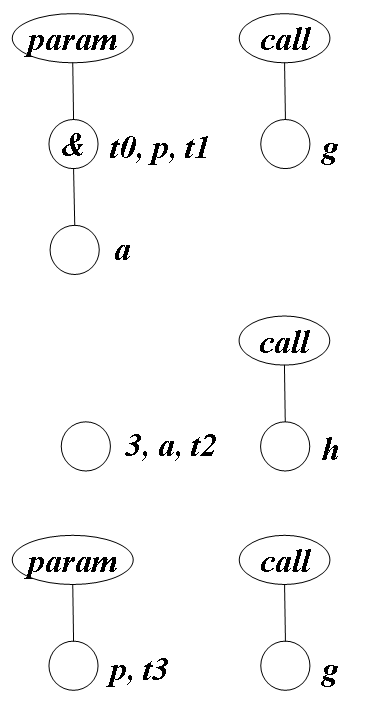 param call
& t0, p, t1 g
a
call
3, a, t2 h
param call
p, t3 g